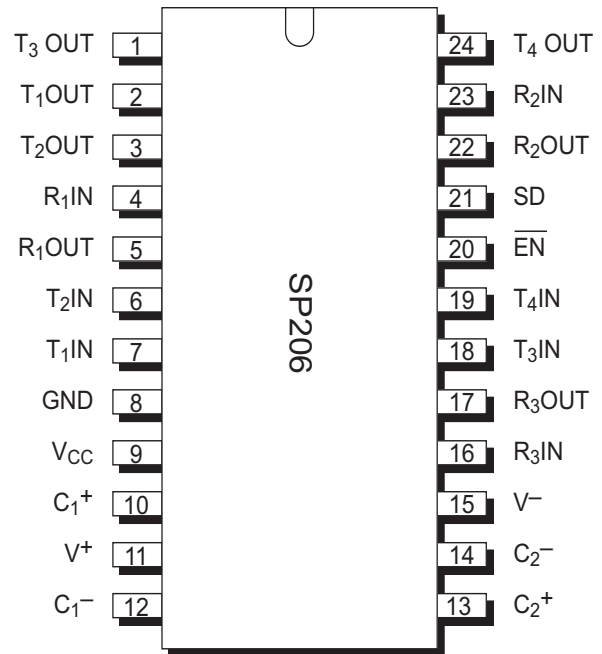 T₃ OUT 1 24 T₄ OUT
T₁OUT 2 23 R₂IN
T₂OUT 3 22 R₂OUT
R₁IN 4 21 SD
R₁OUT 5 20 E̅N̅
T₂IN 6 19 T₄IN
T₁IN 7 18 T₃IN
GND 8 17 R₃OUT
V_CC 9 16 R₃IN
C₁⁺ 10 15 V⁻
V⁺ 11 14 C₂⁻
C₁⁻ 12 13 C₂⁺
SP206